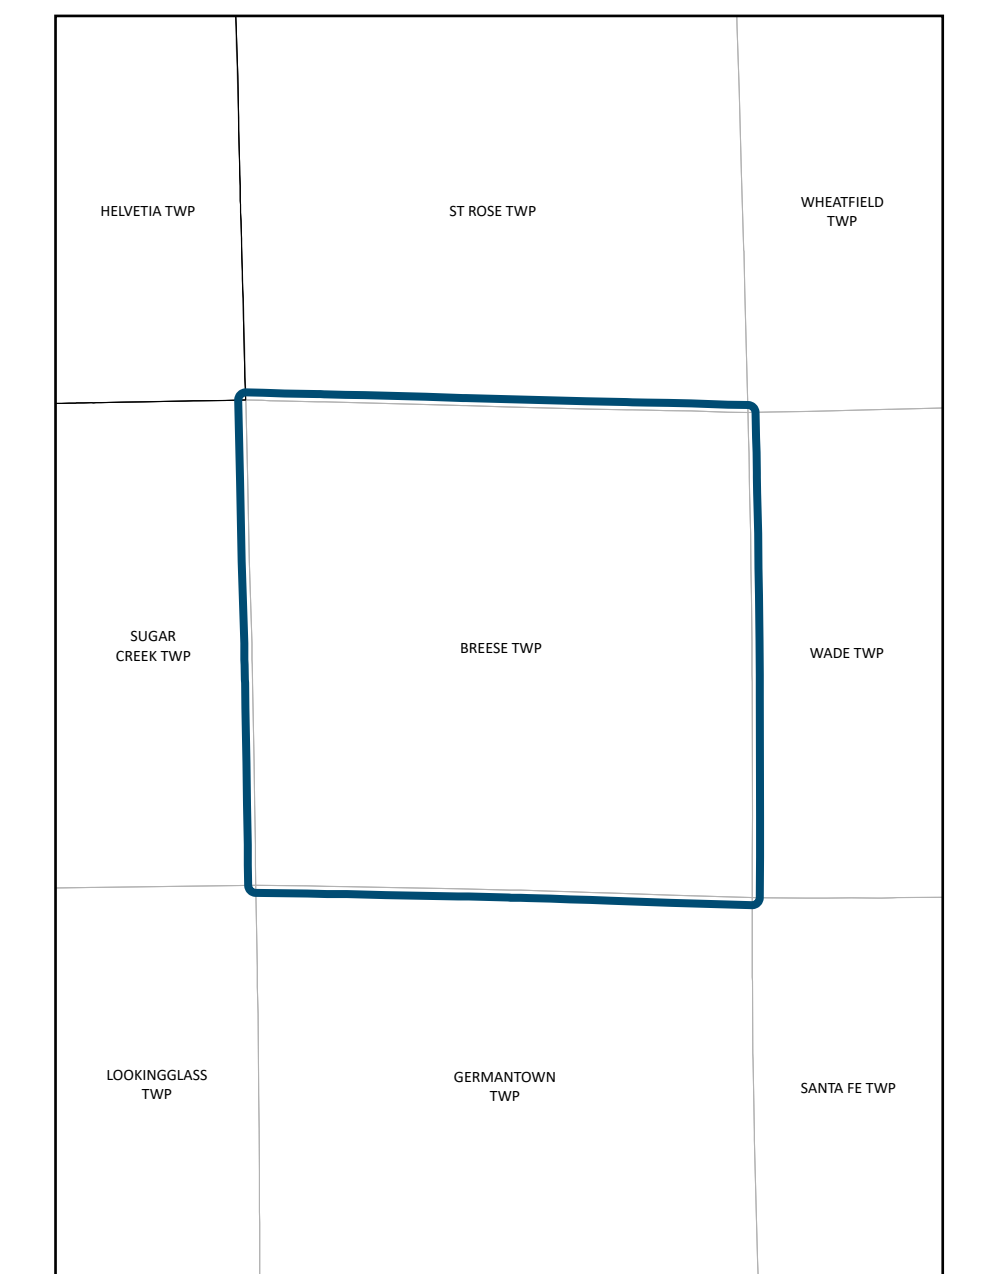 HELVETIA TWP
ST ROSE TWP
WHEATFIELD
TWP
SUGAR
CREEK TWP
BREESE TWP
WADE TWP
LOOKINGGLASS
TWP
GERMANTOWN
TWP
SANTA FE TWP